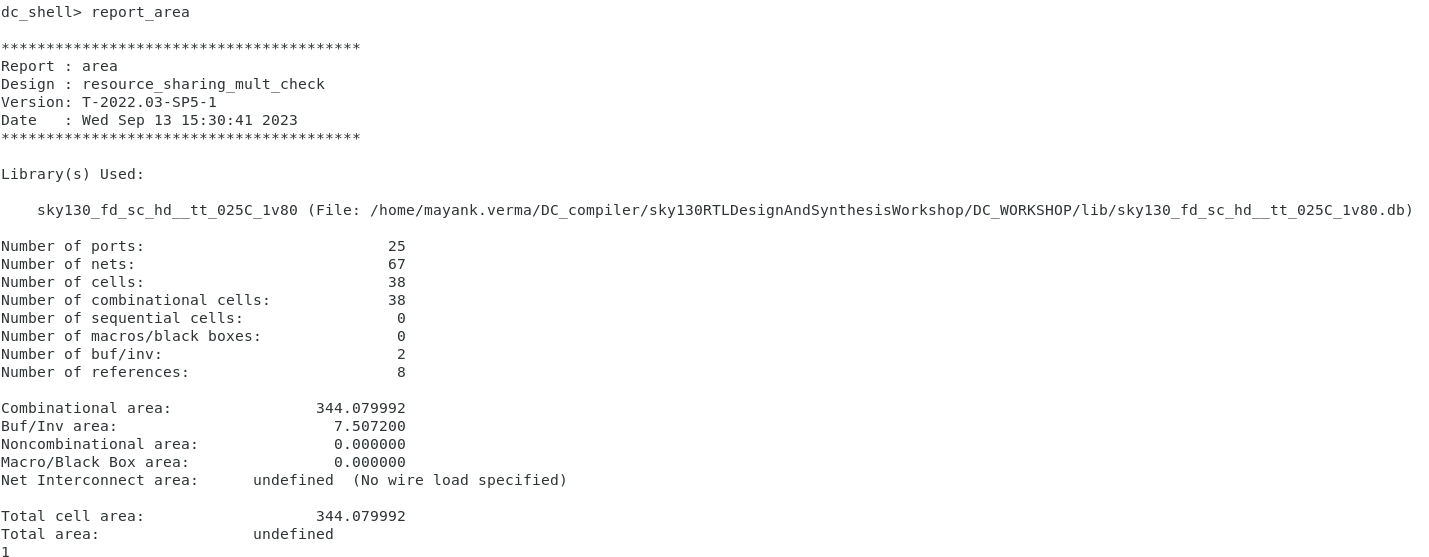 dc_shell> report_area
****************************************
Report : area
Design : resource_sharing_mult_check
Version: T-2022.03-SP5-1
Date   : Wed Sep 13 15:30:41 2023
****************************************
Library(s) Used:
    sky130_fd_sc_hd__tt_025C_1v80 (File: /home/mayank.verma/DC_compiler/sky130RTLDesignAndSynthesisWorkshop/DC_WORKSHOP/lib/sky130_fd_sc_hd__tt_025C_1v80.db)
Number of ports:                           25
Number of nets:                            67
Number of cells:                           38
Number of combinational cells:             38
Number of sequential cells:                 0
Number of macros/black boxes:               0
Number of buf/inv:                          2
Number of references:                       8
Combinational area:                344.079992
Buf/Inv area:                        7.507200
Noncombinational area:               0.000000
Macro/Black Box area:                0.000000
Net Interconnect area:      undefined  (No wire load specified)
Total cell area:                   344.079992
Total area:                 undefined
1